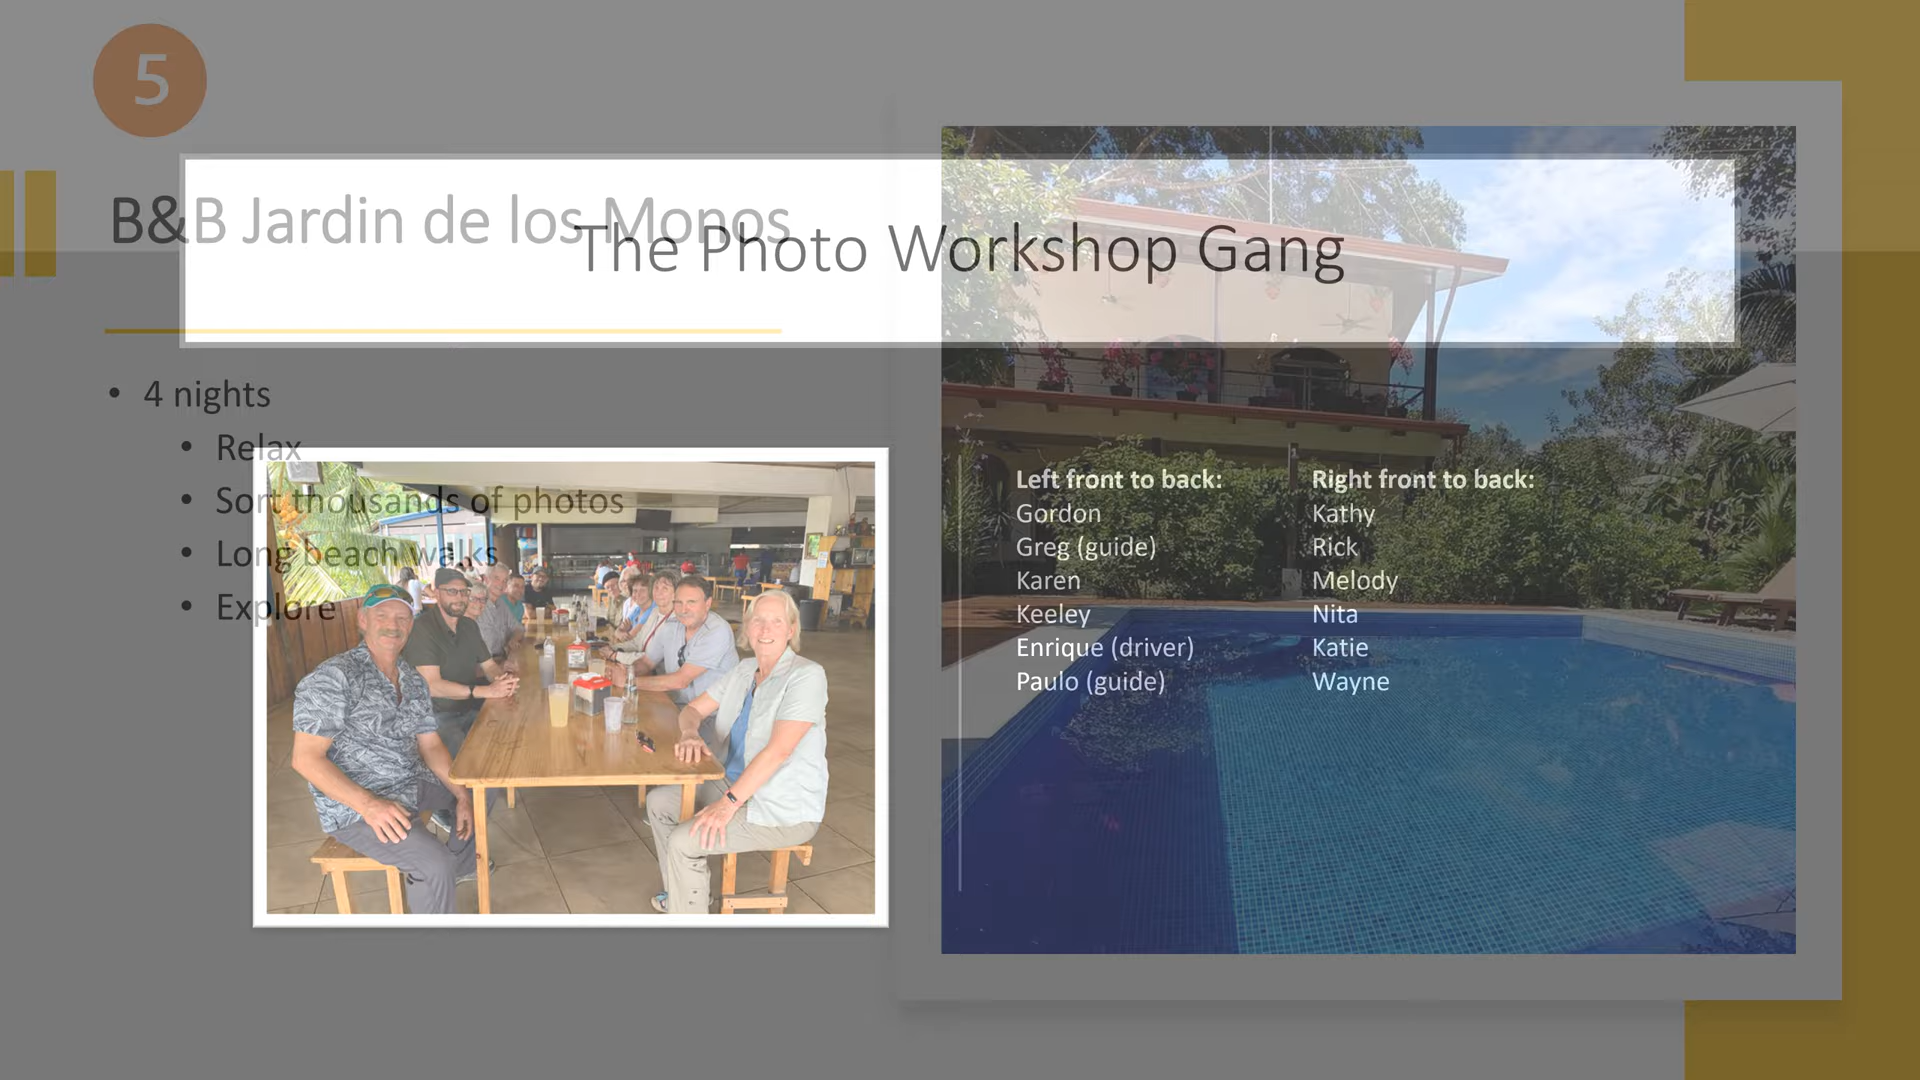 5
B&B Jardin de los Monos
The Photo Workshop Gang
• 4 nights
• Relax
• Sort thousands of photos
• Long beach walks
• Explore
Left front to back:
Gordon
Greg (guide)
Karen
Keeley
Enrique (driver)
Paulo (guide)
Right front to back:
Kathy
Rick
Melody
Nita
Katie
Wayne